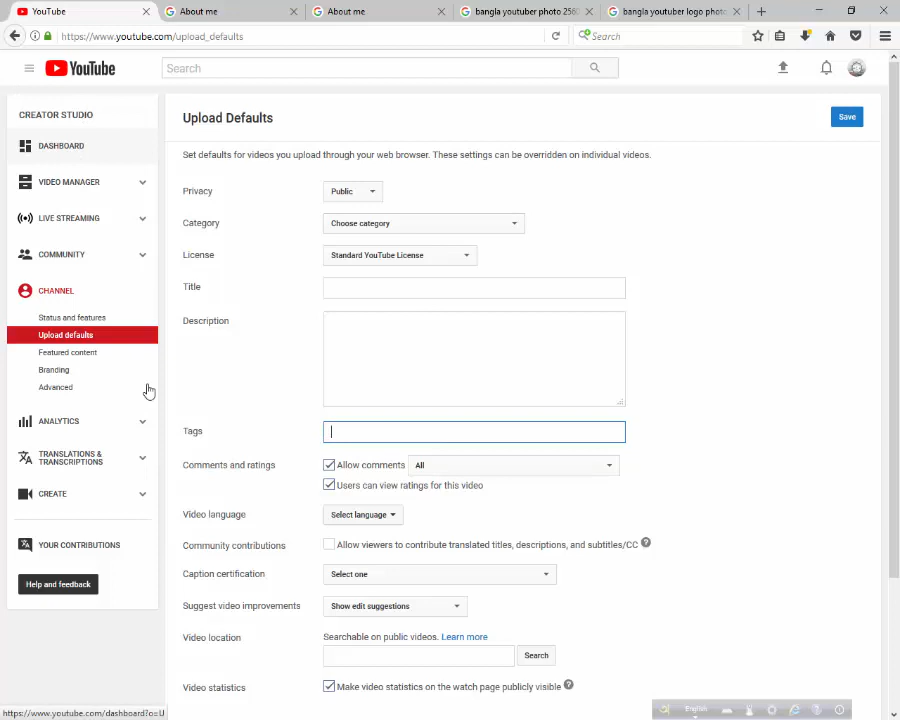 YouTube
About me
About me
bangla youtuber photo 256
bangla youtuber logo phot
https://www.youtube.com/upload_defaults
Search
YouTube
Search
CREATOR STUDIO
DASHBOARD
VIDEO MANAGER
LIVE STREAMING
COMMUNITY
CHANNEL
Status and features
Upload defaults
Featured content
Branding
Advanced
ANALYTICS
TRANSLATIONS &
TRANSCRIPTIONS
CREATE
YOUR CONTRIBUTIONS
Help and feedback
Upload Defaults
Save
Set defaults for videos you upload through your web browser. These settings can be overridden on individual videos.
Privacy
Public
Category
Choose category
License
Standard YouTube License
Title
Description
Tags
Comments and ratings
Allow comments
All
Users can view ratings for this video
Video language
Select language
Community contributions
Allow viewers to contribute translated titles, descriptions, and subtitles/CC
Caption certification
Select one
Suggest video improvements
Show edit suggestions
Video location
Searchable on public videos. Learn more
Search
Video statistics
Make video statistics on the watch page publicly visible
https://www.youtube.com/dashboard?o=U
English